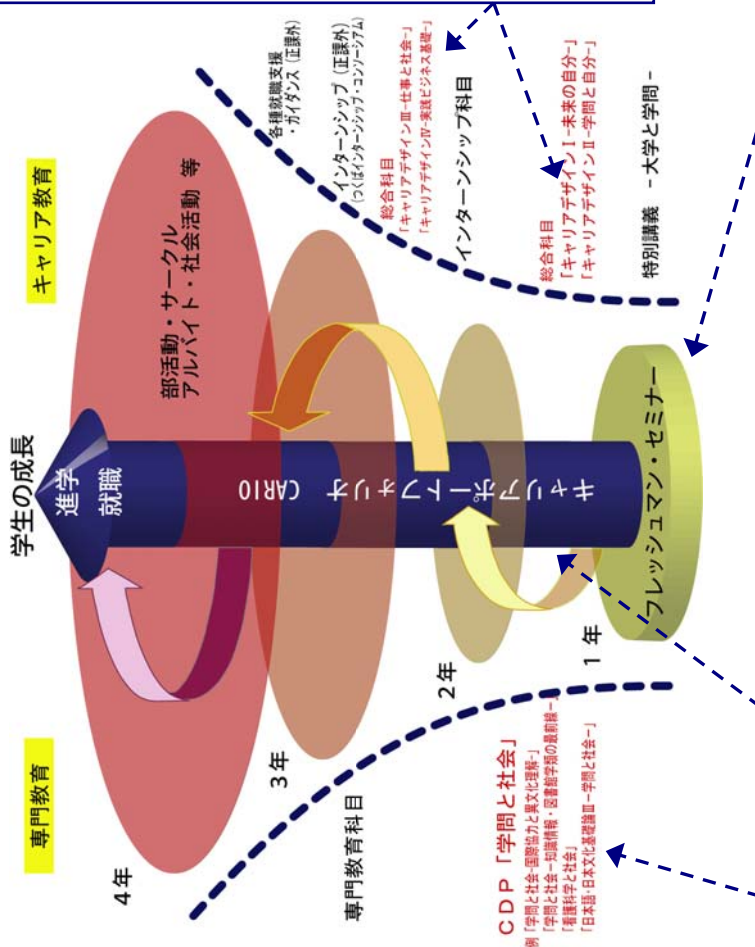 学生の成長
専門教育
キャリア教育
進学
就職
部活動・サークル
アルバイト・社会活動 等
各種就職支援
・ガイダンス（正課外）
インターンシップ（正課外）
（つくばインターンシップ・コンソーシアム）
総合科目
「キャリアデザインⅢ-仕事と社会-」
「キャリアデザインⅣ-実践ビジネス基礎-」
インターンシップ科目
総合科目
「キャリアデザインⅠ-未来の自分-」
「キャリアデザインⅡ-学問と自分-」
特別講義 -大学と学問-
キャリアポートフォリオ CARIO
フレッシュマン・セミナー
4年
3年
2年
1年
専門教育科目
CDP「学問と社会」
例「学問と社会-国際協力と異文化理解-」
「学問と社会-知識情報・図書館学類の最前線-」
「看護科学と社会」
「日本語・日本文化基礎論Ⅲ-学問と社会-」